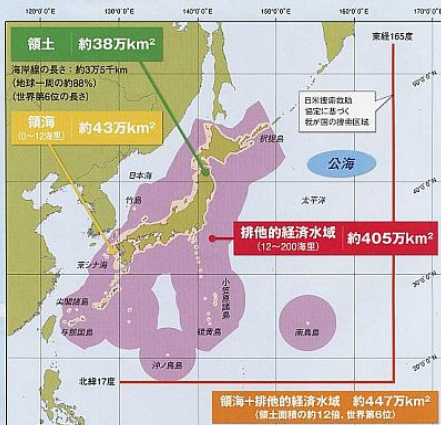 120°0'0"E
130°0'0"E
140°0'0"E
150°0'0"E
160°0'0"E
170°0'0"E
東経165度
領土 約38万km²
海岸線の長さ：約3万5千km
(地球一周の約88%)
(世界第6位の長さ)
領海 約43万km²
(0〜12海里)
日米捜索救助
協定に基づく
我が国の捜索区域
択捉島
公海
日本海
竹島
太平洋
排他的経済水域 約405万km²
(12〜200海里)
東シナ海
尖閣諸島
与那国島
小笠原諸島
硫黄島
南鳥島
沖ノ鳥島
北緯17度
領海+排他的経済水域 約447万km²
(領土面積の約12倍、世界第6位)
120°0'0"E
130°0'0"E
140°0'0"E